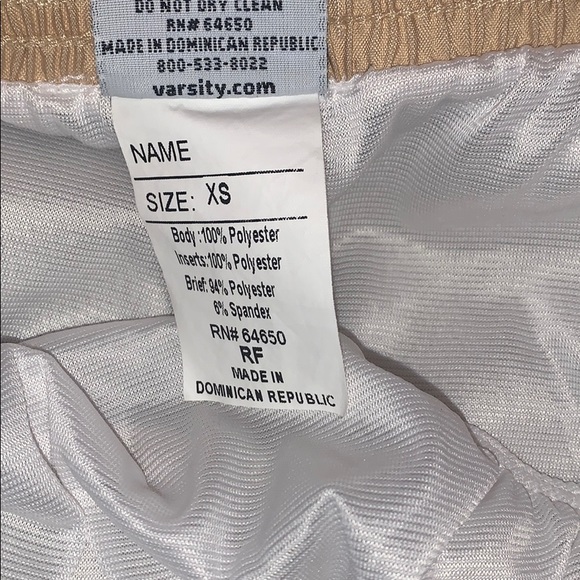 DO NOT DRY CLEAN
RN# 64650
MADE IN DOMINICAN REPUBLIC
800-533-8022
varsity.com
NAME
SIZE: XS
Body :100% Polyester
Inserts:100% Polyester
Brief: 94% Polyester
6% Spandex
RN# 64650
RF
MADE IN
DOMINICAN REPUBLIC